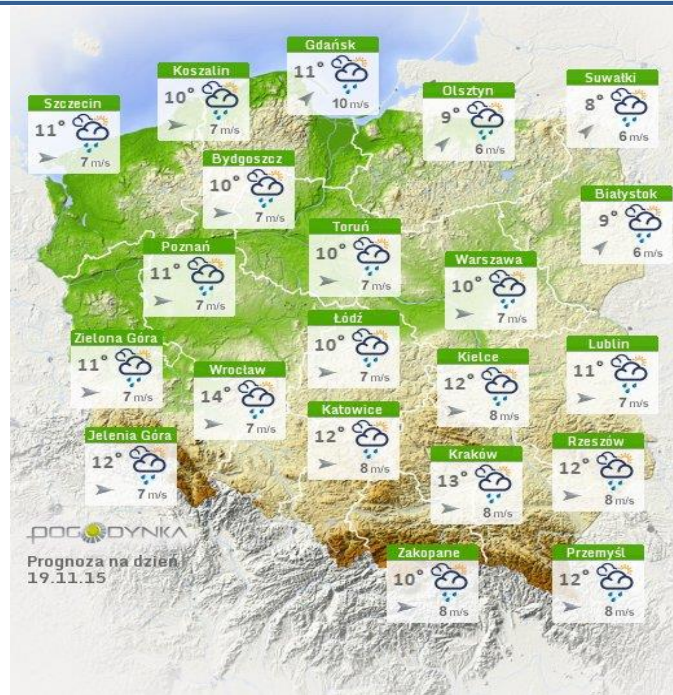 Gdańsk
11°
10 m/s
Koszalin
10°
7 m/s
Szczecin
11°
7 m/s
Olsztyn
9°
6 m/s
Suwałki
8°
6 m/s
Bydgoszcz
10°
7 m/s
Białystok
9°
6 m/s
Toruń
10°
7 m/s
Poznań
11°
7 m/s
Warszawa
10°
7 m/s
Łódź
10°
7 m/s
Zielona Góra
11°
7 m/s
Wrocław
14°
7 m/s
Kielce
12°
8 m/s
Lublin
11°
7 m/s
Katowice
12°
8 m/s
Jelenia Góra
12°
7 m/s
Kraków
13°
8 m/s
Rzeszów
12°
8 m/s
POGODYNKA
Prognoza na dzień
19.11.15
Zakopane
10°
8 m/s
Przemyśl
12°
8 m/s